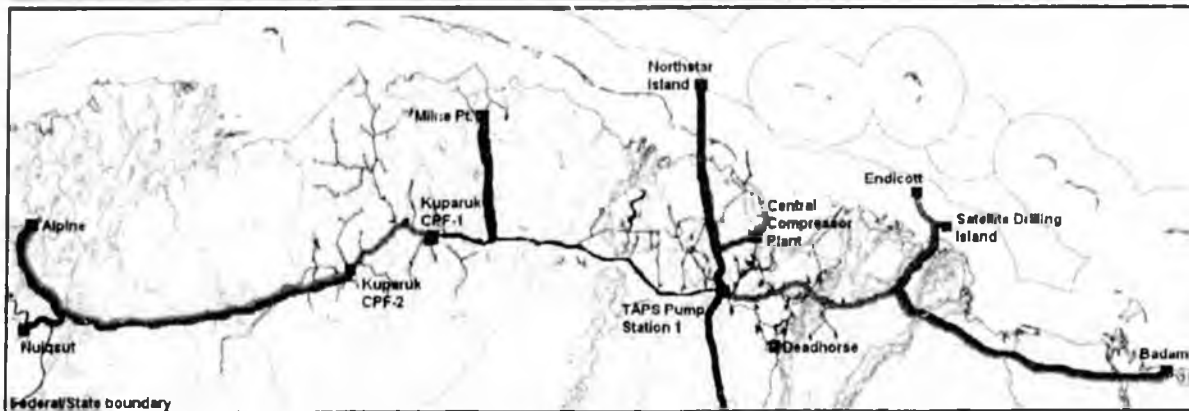 Northstar
Island
Milne Pt.
Endicott
Kuparuk
CPF-1
Central
Compressor
Plant
Satellite Drilling
Island
Alpine
Kuparuk
CPF-2
TAPS Pump
Station 1
Nuiqsut
Deadhorse
Badami
Federal/State boundary